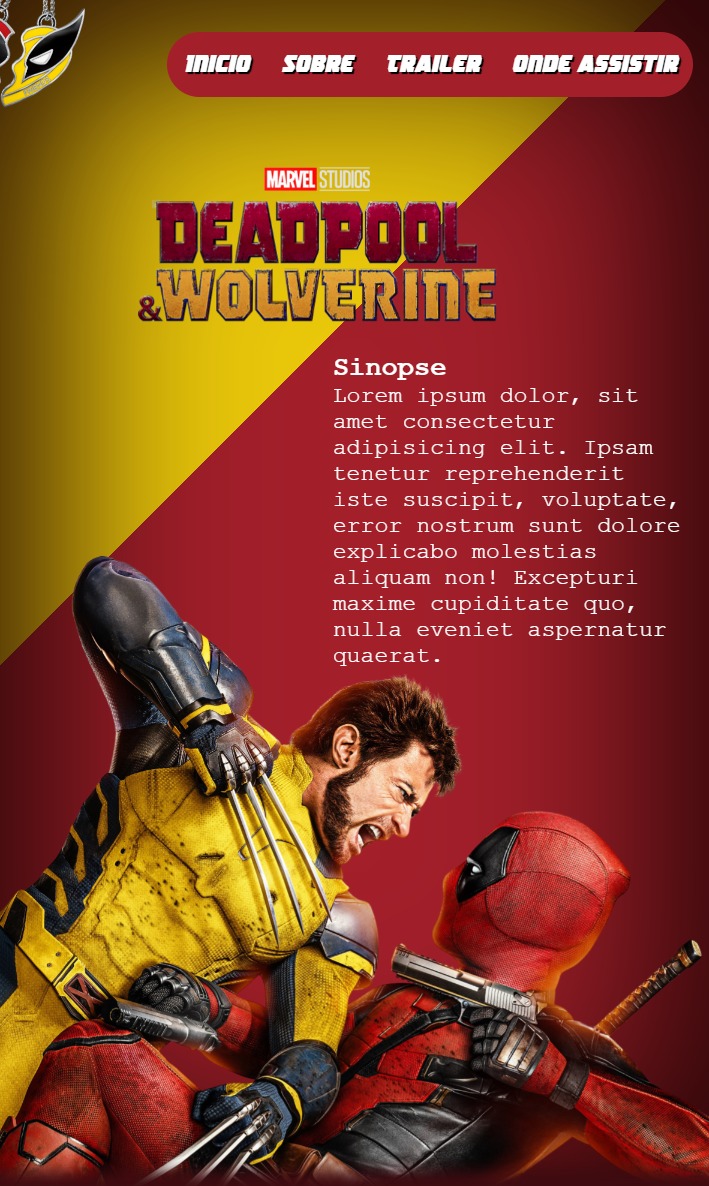 INICIO SOBRE TRAILER ONDE ASSISTIR
MARVEL STUDIOS
DEADPOOL
&WOLVERINE
Sinopse
Lorem ipsum dolor, sit
amet consectetur
adipisicing elit. Ipsam
tenetur reprehenderit
iste suscipit, voluptate,
error nostrum sunt dolore
explicabo molestias
aliquam non! Excepturi
maxime cupiditate quo,
nulla eveniet aspernatur
quaerat.